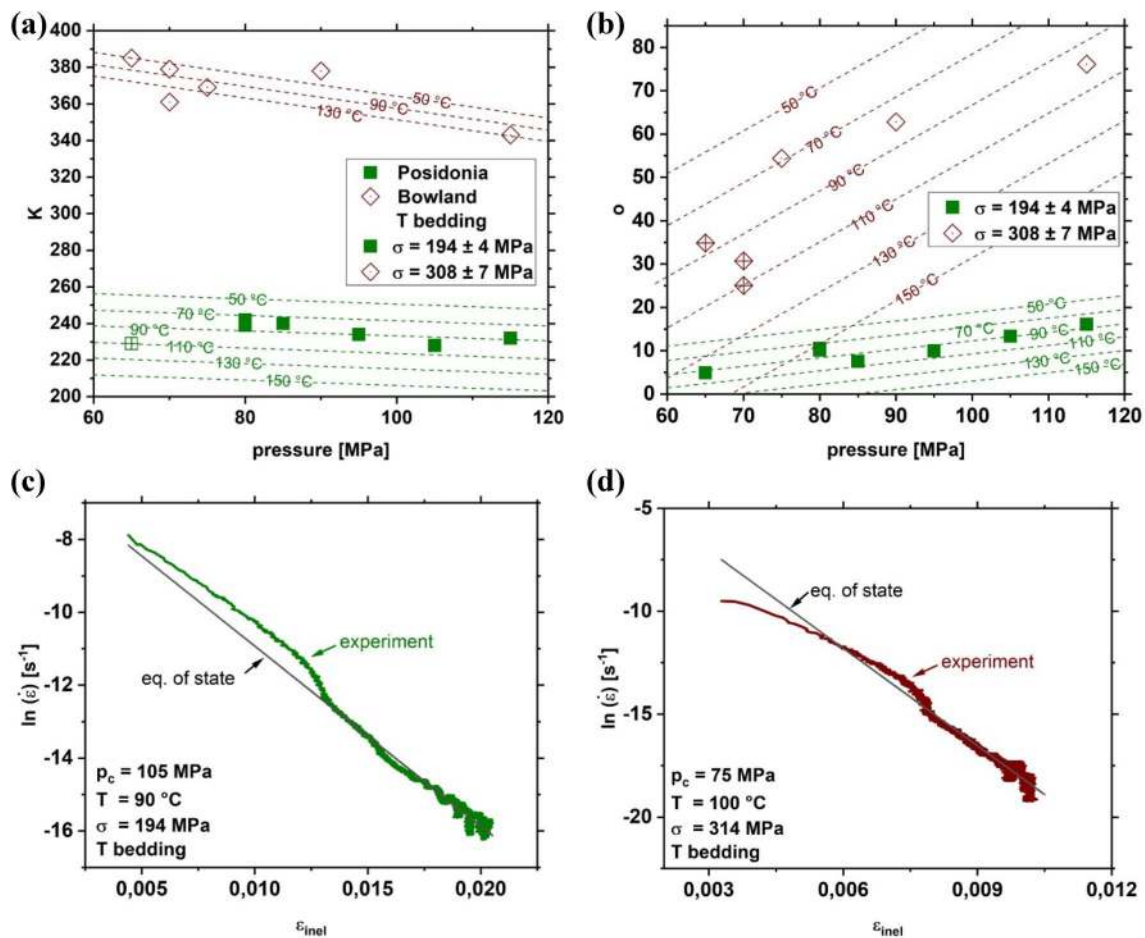 (a)
K
400
380
360
340
320
300
280
260
240
220
200
50 °C
90 °C
130 °C
Posidonia
Bowland
T bedding
σ = 194 ± 4 MPa
σ = 308 ± 7 MPa
50 °C
70 °C
90 °C
110 °C
130 °C
150 °C
60 80 100 120
pressure [MPa]
(b)
o
80
70
60
50
40
30
20
10
0
50 °C
70 °C
90 °C
110 °C
130 °C
150 °C
σ = 194 ± 4 MPa
σ = 308 ± 7 MPa
50 °C
70 °C
90 °C
110 °C
130 °C
150 °C
60 70 80 90 100 110 120
pressure [MPa]
(c)
ln (ε̇) [s⁻¹]
-8
-10
-12
-14
-16
experiment
eq. of state
p_c = 105 MPa
T = 90 °C
σ = 194 MPa
T bedding
0,005 0,010 0,015 0,020
ε_inel
(d)
ln (ε̇) [s⁻¹]
-5
-10
-15
-20
eq. of state
experiment
p_c = 75 MPa
T = 100 °C
σ = 314 MPa
T bedding
0,003 0,006 0,009 0,012
ε_inel